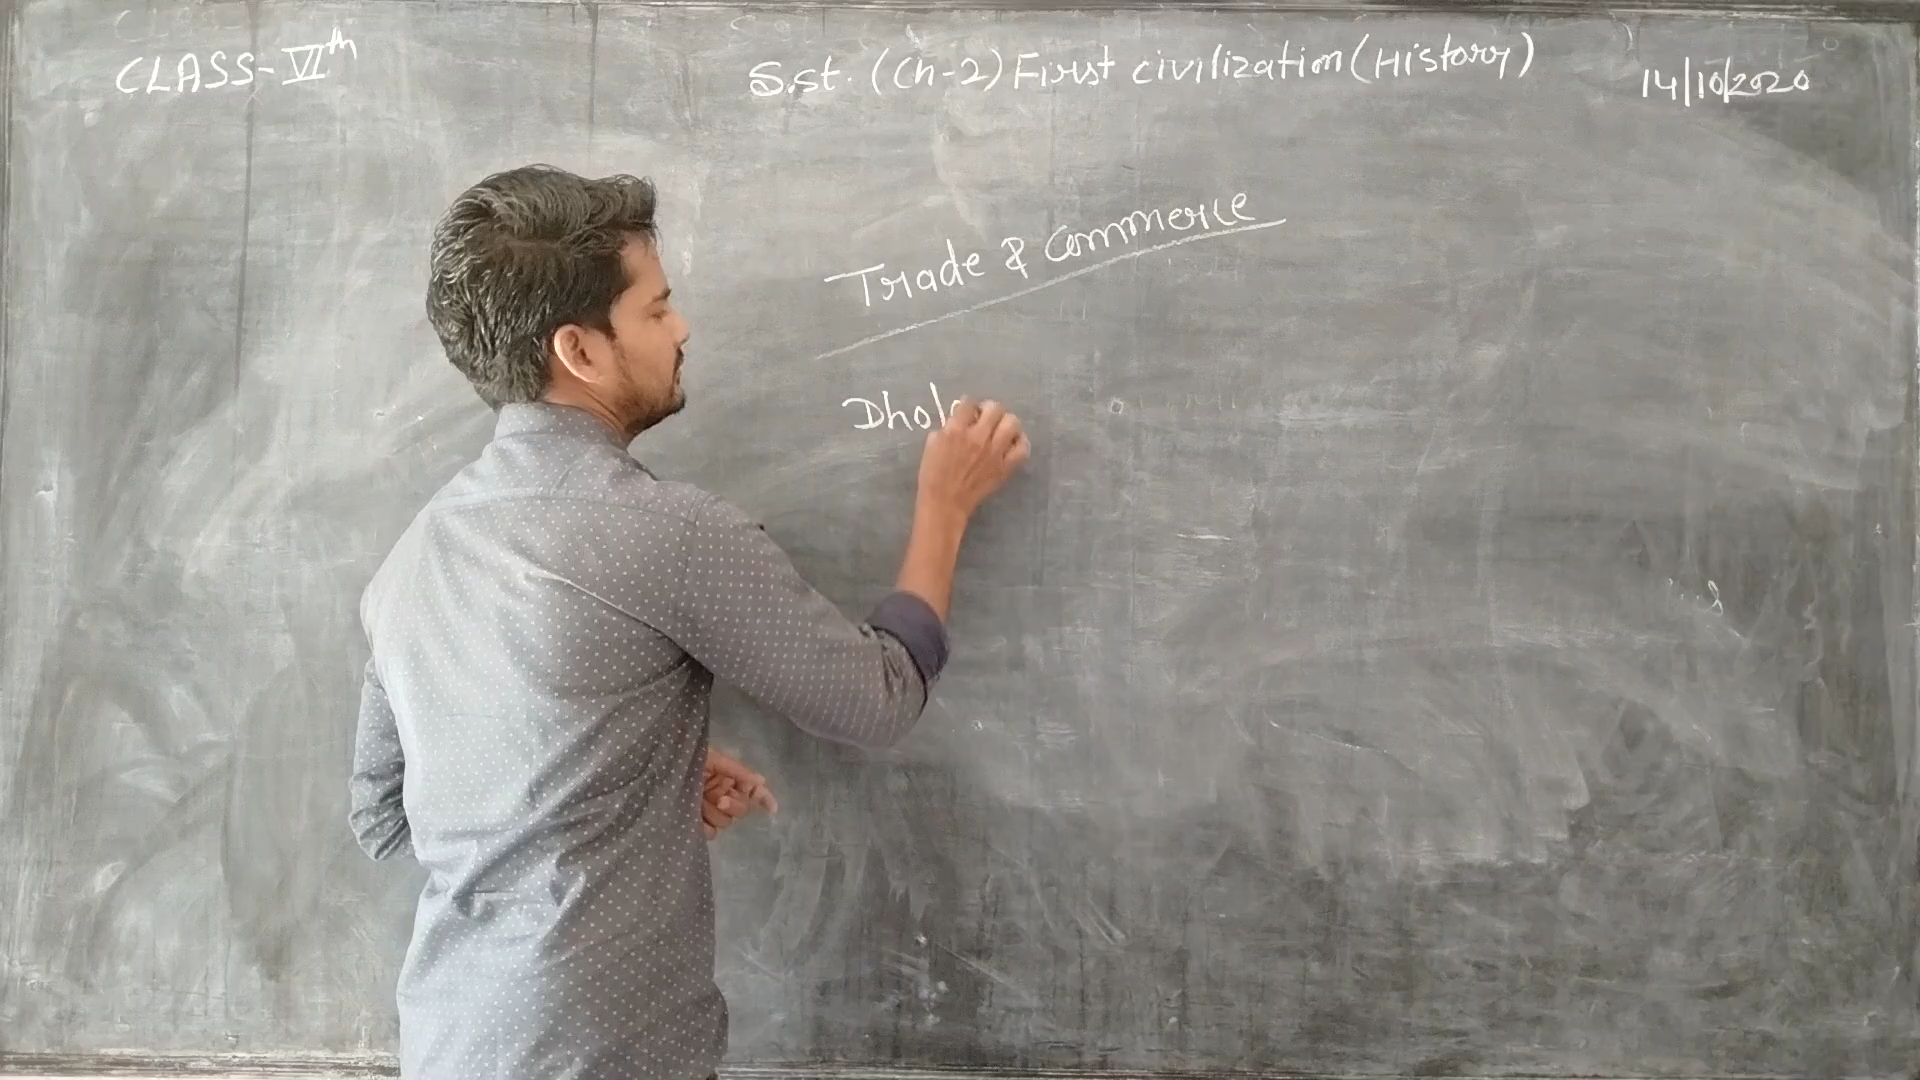 CLASS-VIth
S.st. (Ch-2) First civilization (History)
14/10/2020
Trade & Commerce
Dhol